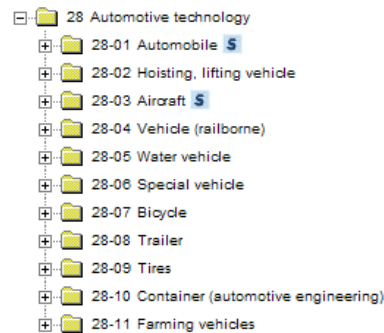 28 Automotive technology
28-01 Automobile S
28-02 Hoisting, lifting vehicle
28-03 Aircraft S
28-04 Vehicle (railborne)
28-05 Water vehicle
28-06 Special vehicle
28-07 Bicycle
28-08 Trailer
28-09 Tires
28-10 Container (automotive engineering)
28-11 Farming vehicles